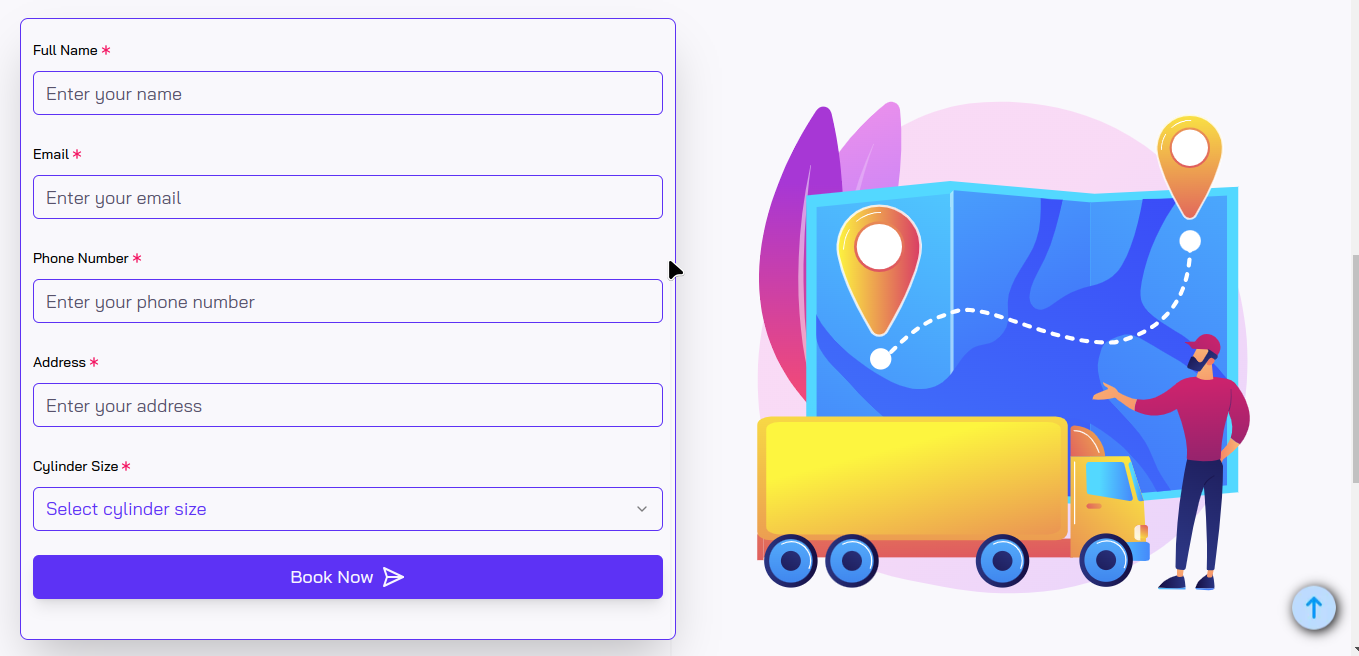 Full Name *
Enter your name
Email *
Enter your email
Phone Number *
Enter your phone number
Address *
Enter your address
Cylinder Size *
Select cylinder size
Book Now